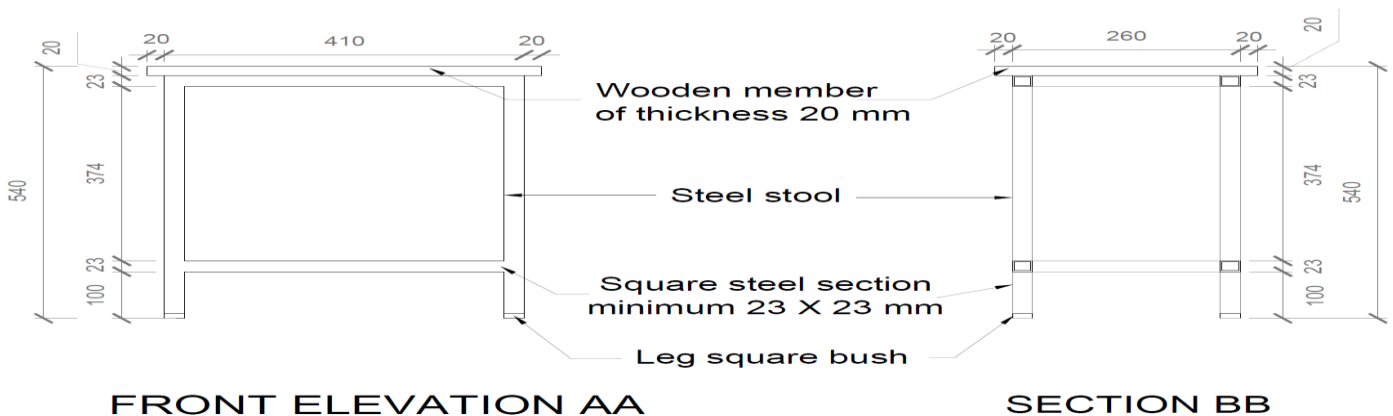 20 410 20
20
23
374
540
23
100
20 260 20
20
23
374
540
23
100
Wooden member
of thickness 20 mm
Steel stool
Square steel section
minimum 23 X 23 mm
Leg square bush
FRONT ELEVATION AA
SECTION BB